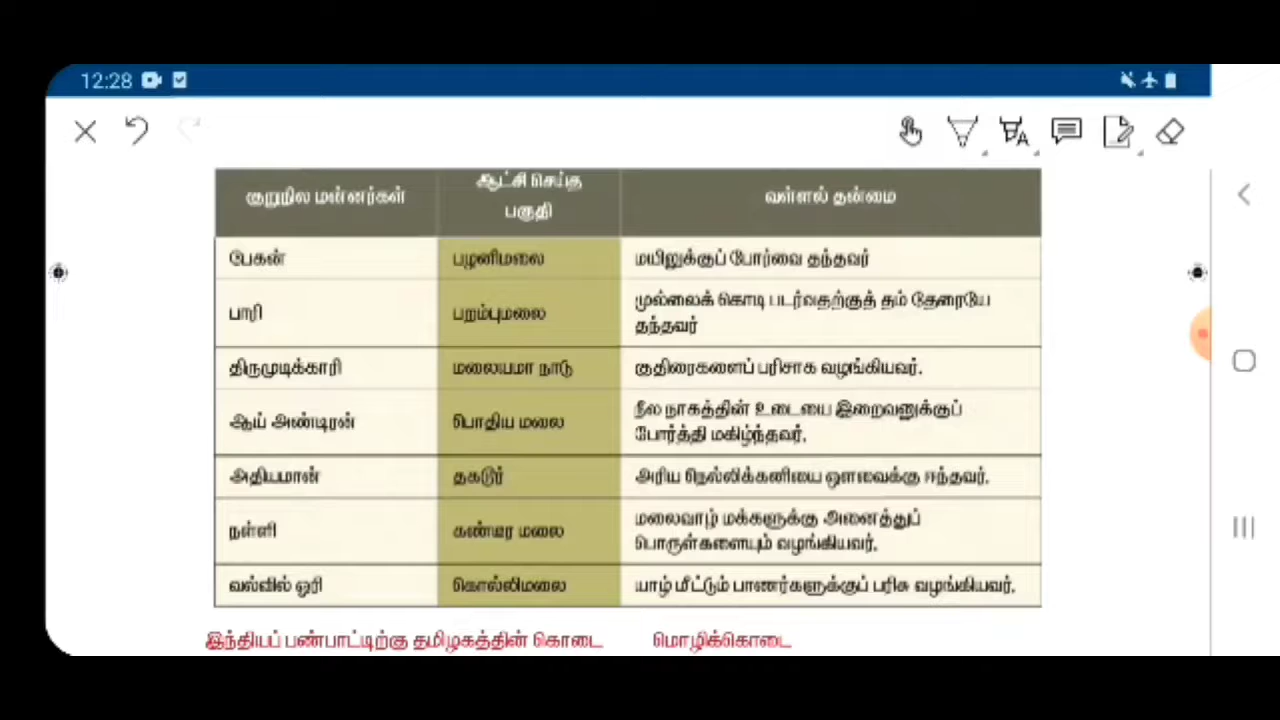 12:28
குறுநில மன்னர்கள்
ஆட்சி செய்த
பகுதி
வள்ளல் தன்மை
பேகன்
பழனிமலை
மயிலுக்குப் போர்வை தந்தவர்
பாரி
பறம்புமலை
முல்லைக் கொடி படர்வதற்குத் தம் தேரையே
தந்தவர்
திருமுடிக்காரி
மலையமா நாடு
குதிரைகளைப் பரிசாக வழங்கியவர்.
ஆய் அண்டிரன்
பொதிய மலை
நீல நாகத்தின் உடையை இறைவனுக்குப்
போர்த்தி மகிழ்ந்தவர்.
அதியமான்
தகடூர்
அரிய நெல்லிக்கனியை ஔவைக்கு ஈந்தவர்.
நள்ளி
கண்டீர மலை
மலைவாழ் மக்களுக்கு அனைத்துப்
பொருள்களையும் வழங்கியவர்.
வல்வில் ஓரி
கொல்லிமலை
யாழ் மீட்டும் பாணர்களுக்குப் பரிசு வழங்கியவர்.
இந்தியப் பண்பாட்டிற்கு தமிழகத்தின் கொடை மொழிக்கொடை